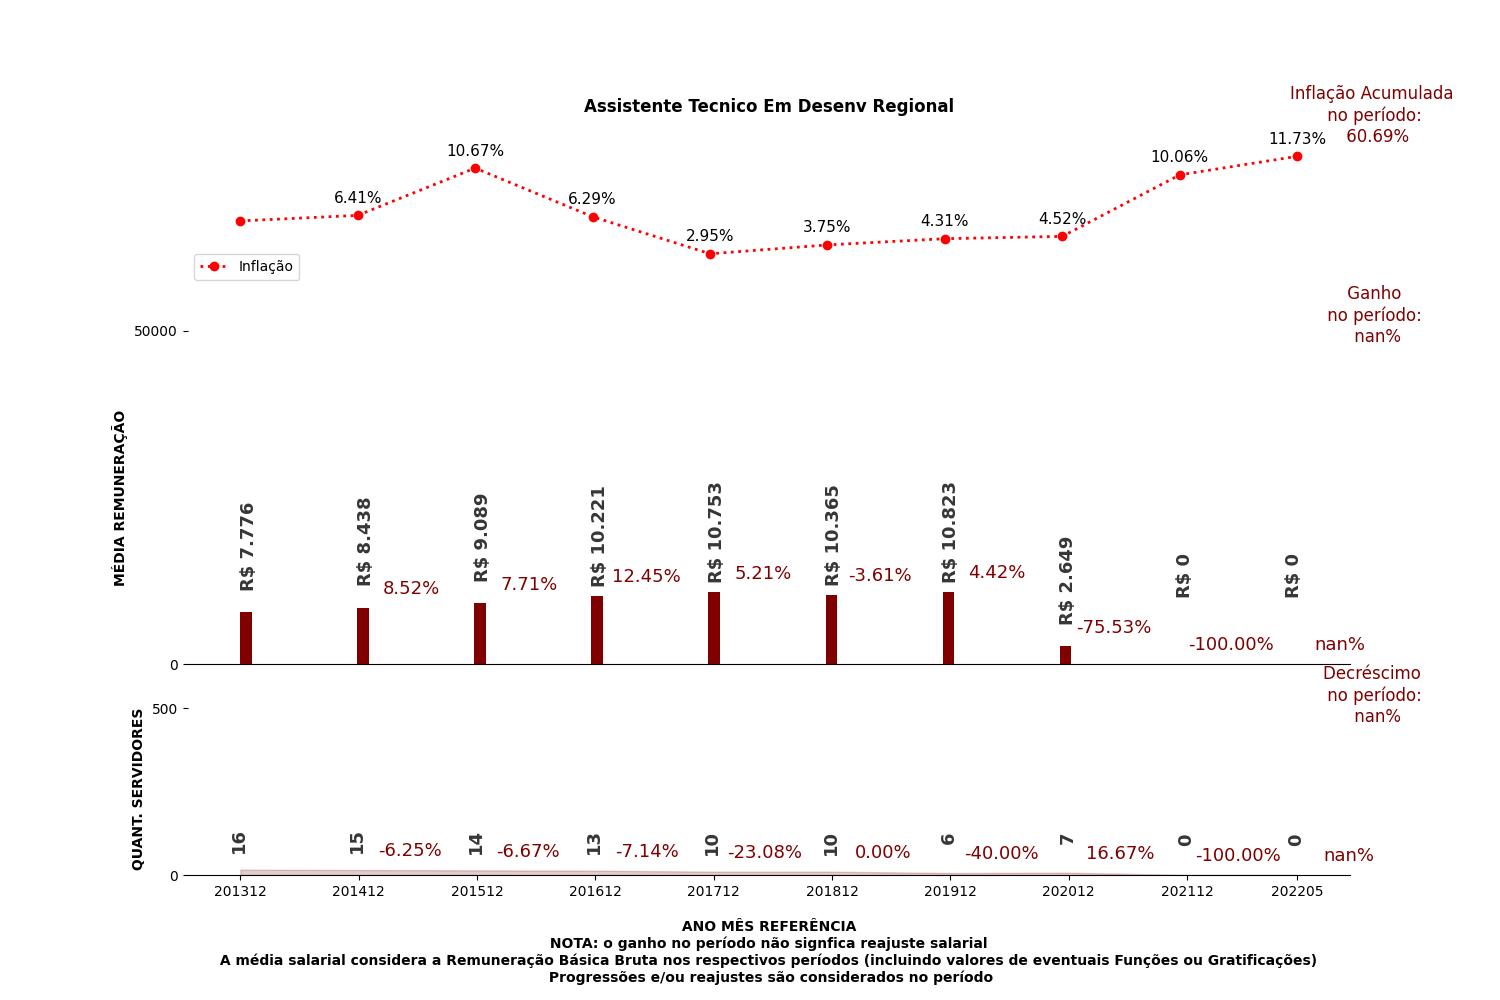 Assistente Tecnico Em Desenv Regional
Inflação Acumulada
no período:
60.69%
6.41%
10.67%
6.29%
2.95%
3.75%
4.31%
4.52%
10.06%
11.73%
Inflação
Ganho
no período:
nan%
50000
0
MÉDIA REMUNERAÇÃO
R$ 7.776
R$ 8.438
R$ 9.089
R$ 10.221
R$ 10.753
R$ 10.365
R$ 10.823
R$ 2.649
R$ 0
R$ 0
8.52%
7.71%
12.45%
5.21%
-3.61%
4.42%
-75.53%
-100.00%
nan%
Decréscimo
no período:
nan%
500
0
QUANT. SERVIDORES
16
15
14
13
10
10
6
7
0
0
-6.25%
-6.67%
-7.14%
-23.08%
0.00%
-40.00%
16.67%
-100.00%
nan%
201312
201412
201512
201612
201712
201812
201912
202012
202112
202205
ANO MÊS REFERÊNCIA
NOTA: o ganho no período não signfica reajuste salarial
A média salarial considera a Remuneração Básica Bruta nos respectivos períodos (incluindo valores de eventuais Funções ou Gratificações)
Progressões e/ou reajustes são considerados no período